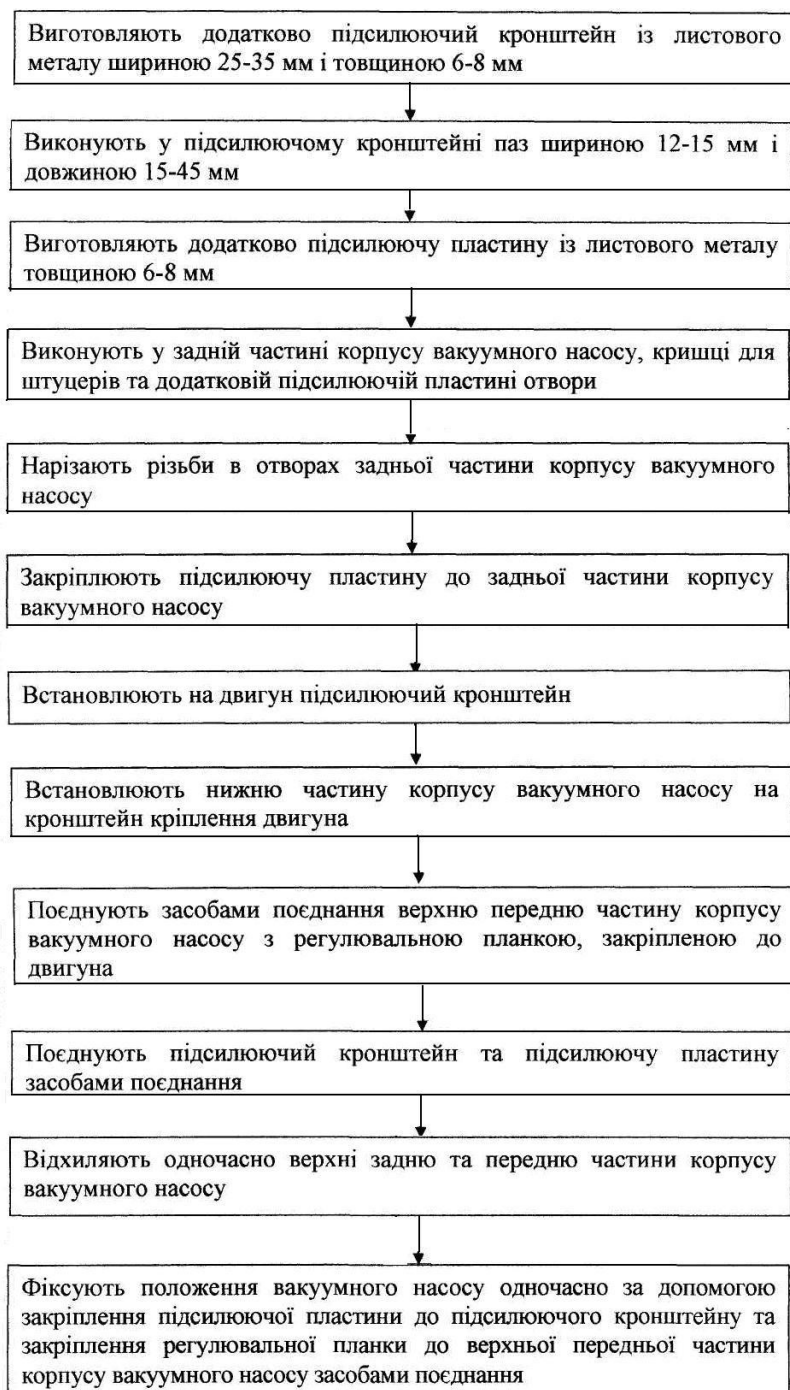 Виготовляють додатково підсилюючий кронштейн із листового
металу шириною 25-35 мм і товщиною 6-8 мм
Виконують у підсилюючому кронштейні паз шириною 12-15 мм і
довжиною 15-45 мм
Виготовляють додатково підсилюючу пластину із листового металу
товщиною 6-8 мм
Виконують у задній частині корпусу вакуумного насосу, кришці для
штуцерів та додатковій підсилюючій пластині отвори
Нарізають різьби в отворах задньої частини корпусу вакуумного
насосу
Закріплюють підсилюючу пластину до задньої частини корпусу
вакуумного насосу
Встановлюють на двигун підсилюючий кронштейн
Встановлюють нижню частину корпусу вакуумного насосу на
кронштейн кріплення двигуна
Поєднують засобами поєднання верхню передню частину корпусу
вакуумного насосу з регулювальною планкою, закріпленою до
двигуна
Поєднують підсилюючий кронштейн та підсилюючу пластину
засобами поєднання
Відхиляють одночасно верхні задню та передню частини корпусу
вакуумного насосу
Фіксують положення вакуумного насосу одночасно за допомогою
закріплення підсилюючої пластини до підсилюючого кронштейну та
закріплення регулювальної планки до верхньої передньої частини
корпусу вакуумного насосу засобами поєднання